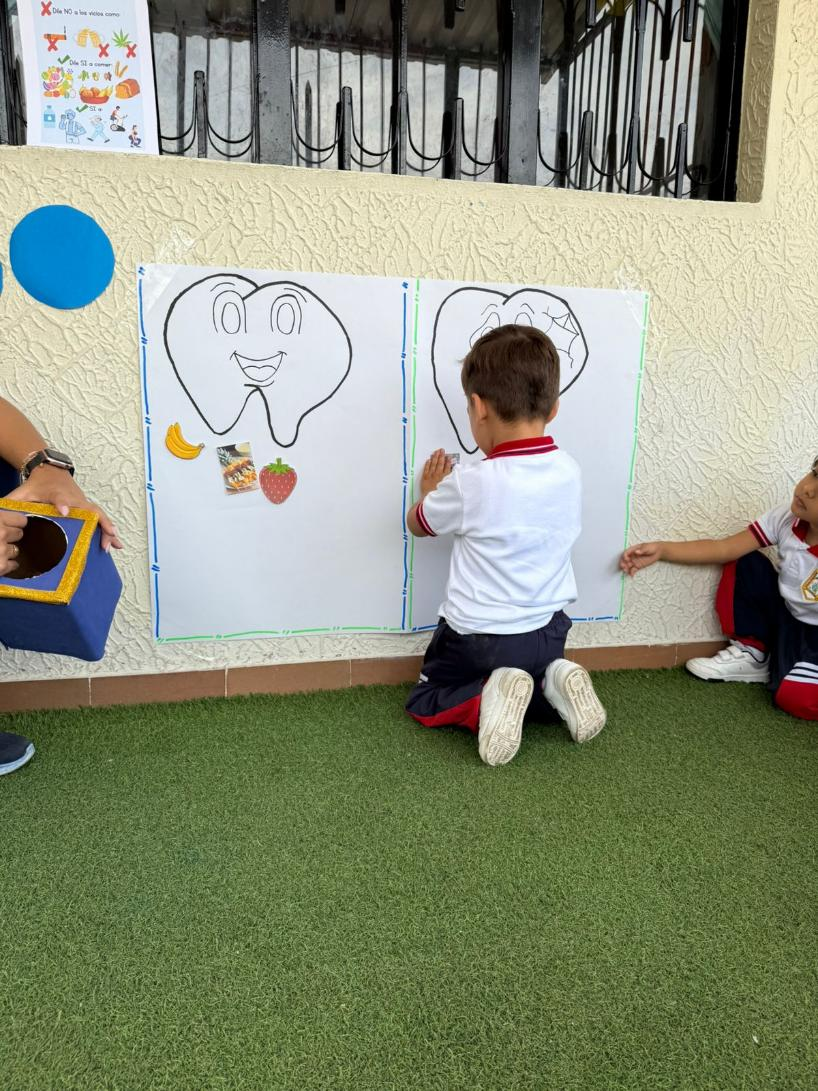 Dile NO a los vicios como:
Dile SI a comer:
SI a: